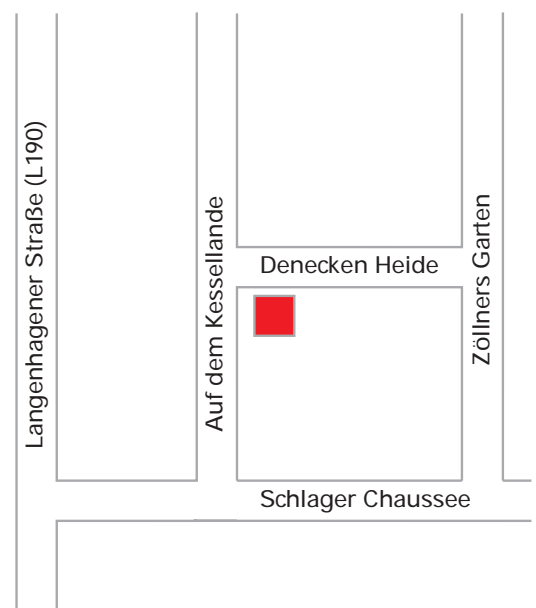 Langenhagener Straße (L190)
Auf dem Kessellande
Denecken Heide
Zöllners Garten
Schlager Chaussee